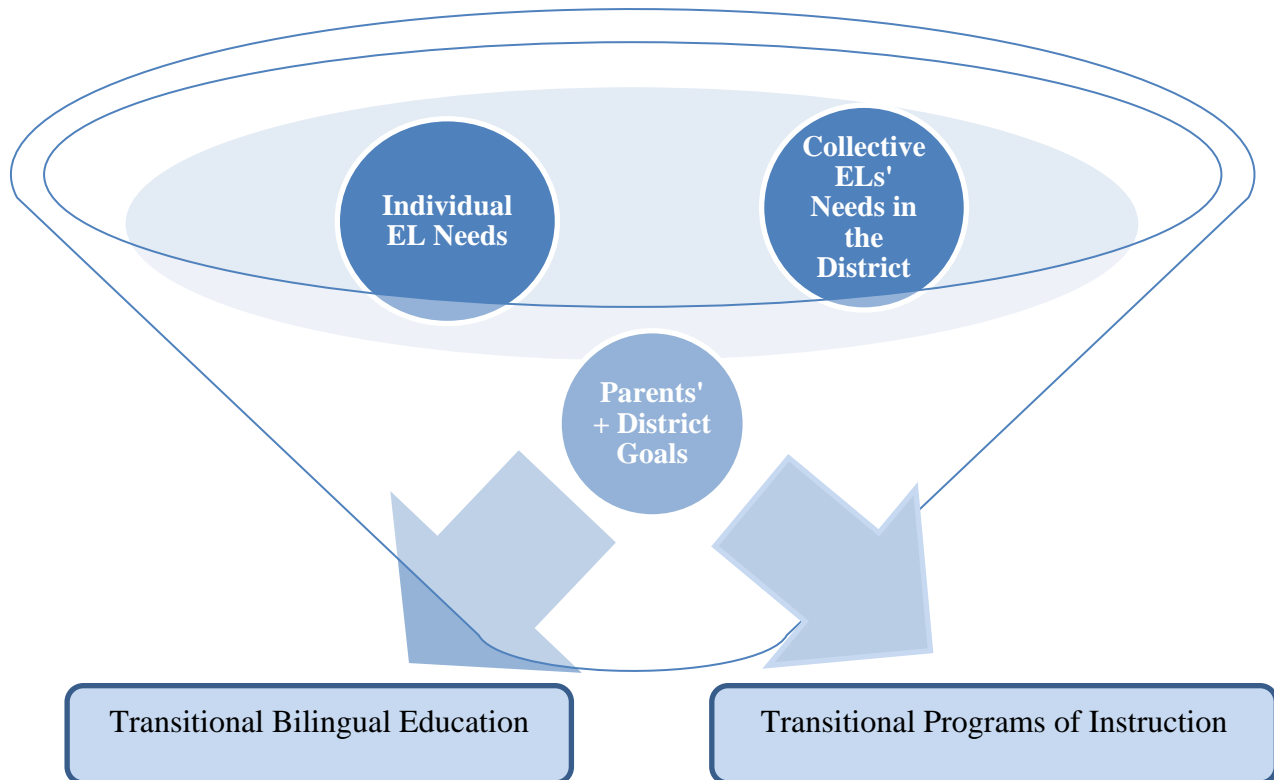 Individual
EL Needs
Collective
ELs'
Needs in
the
District
Parents'
+ District
Goals
Transitional Bilingual Education
Transitional Programs of Instruction